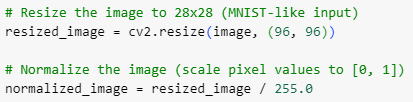 # Resize the image to 28x28 (MNIST-like input)
resized_image = cv2.resize(image, (96, 96))
# Normalize the image (scale pixel values to [0, 1])
normalized_image = resized_image / 255.0